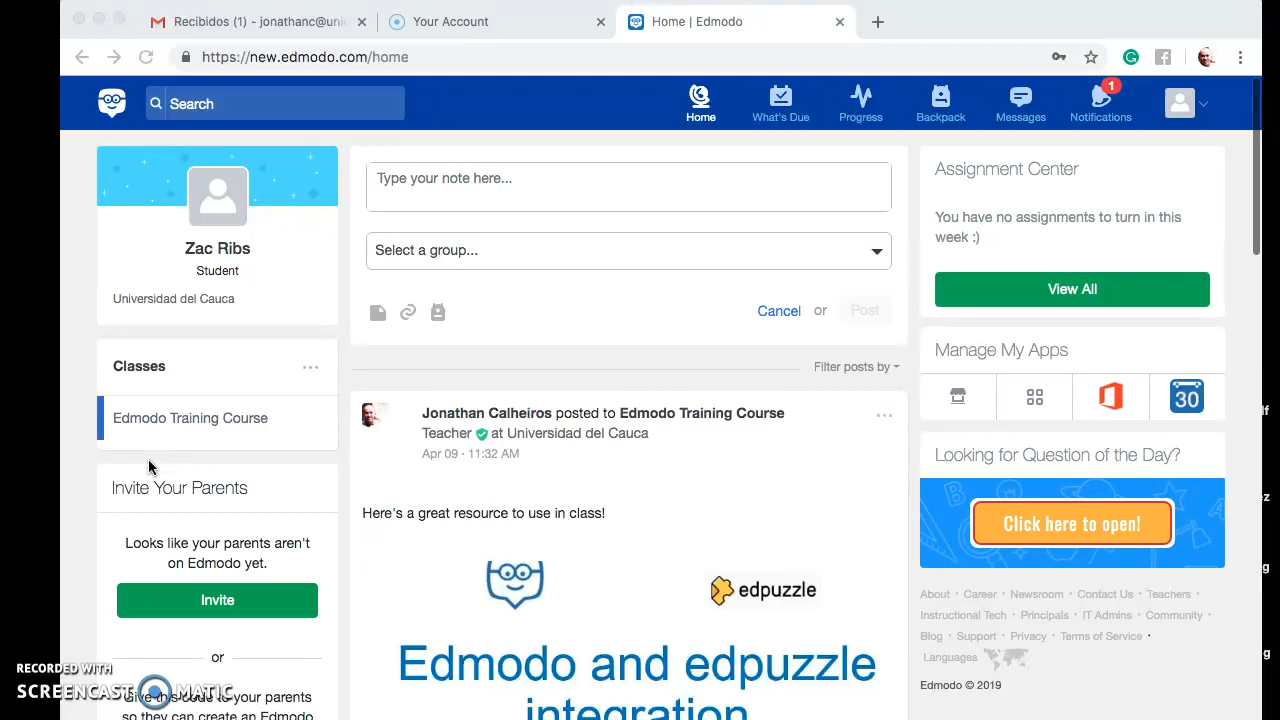 Recibidos (1) - jonathanc@uni
Your Account
Home | Edmodo
https://new.edmodo.com/home
Search
Home
What's Due
Progress
Backpack
Messages
1
Notifications
Zac Ribs
Student
Universidad del Cauca
Classes
Edmodo Training Course
Invite Your Parents
Looks like your parents aren't
on Edmodo yet.
Invite
or
Give this code to your parents
so they can create an Edmodo
Type your note here...
Select a group...
Cancel or Post
Filter posts by
Jonathan Calheiros posted to Edmodo Training Course
Teacher at Universidad del Cauca
Apr 09 · 11:32 AM
Here's a great resource to use in class!
edpuzzle
Edmodo and edpuzzle
integration
Assignment Center
You have no assignments to turn in this
week :)
View All
Manage My Apps
30
Looking for Question of the Day?
Click here to open!
About · Career · Newsroom · Contact Us · Teachers ·
Instructional Tech · Principals · IT Admins · Community ·
Blog · Support · Privacy · Terms of Service ·
Languages
Edmodo © 2019
RECORDED WITH
SCREENCAST MATIC